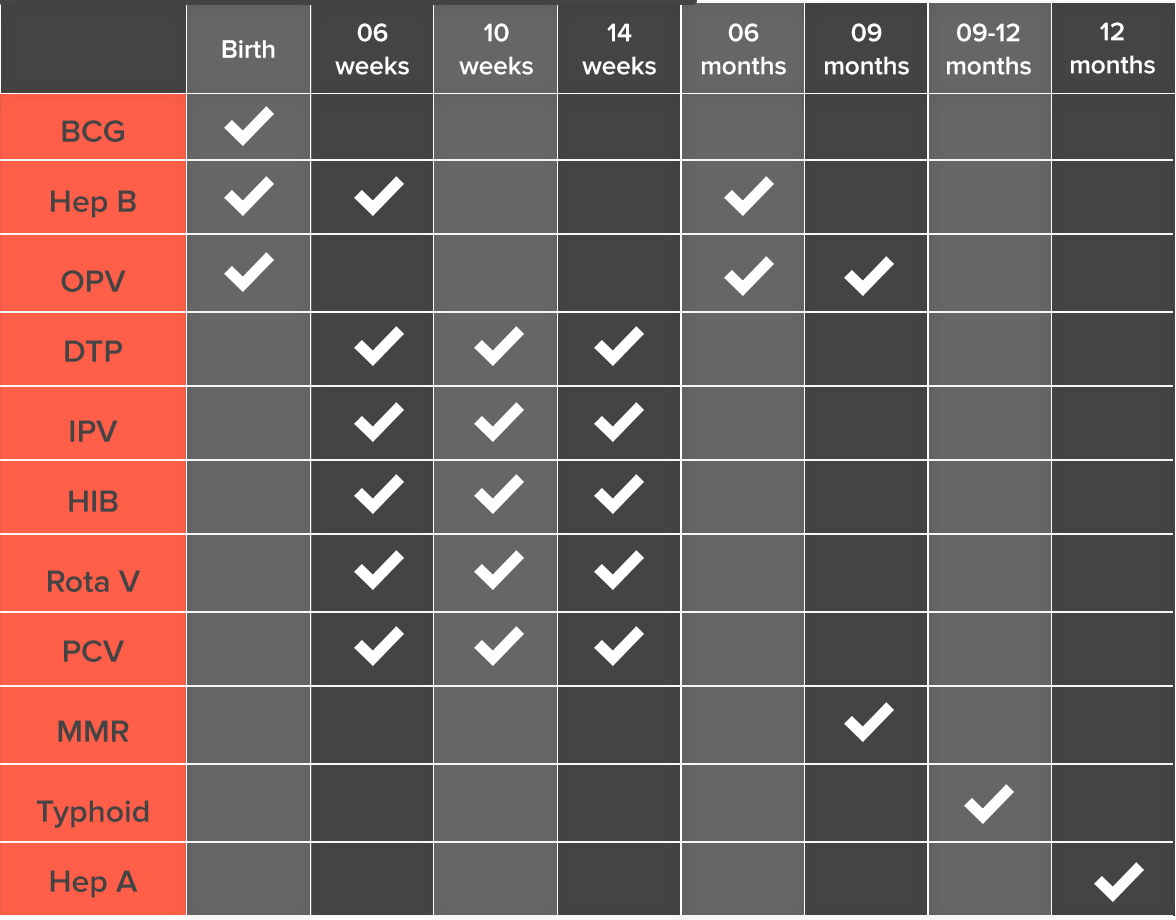 Birth
06
weeks
10
weeks
14
weeks
06
months
09
months
09-12
months
12
months
BCG
Hep B
OPV
DTP
IPV
HIB
Rota V
PCV
MMR
Typhoid
Hep A